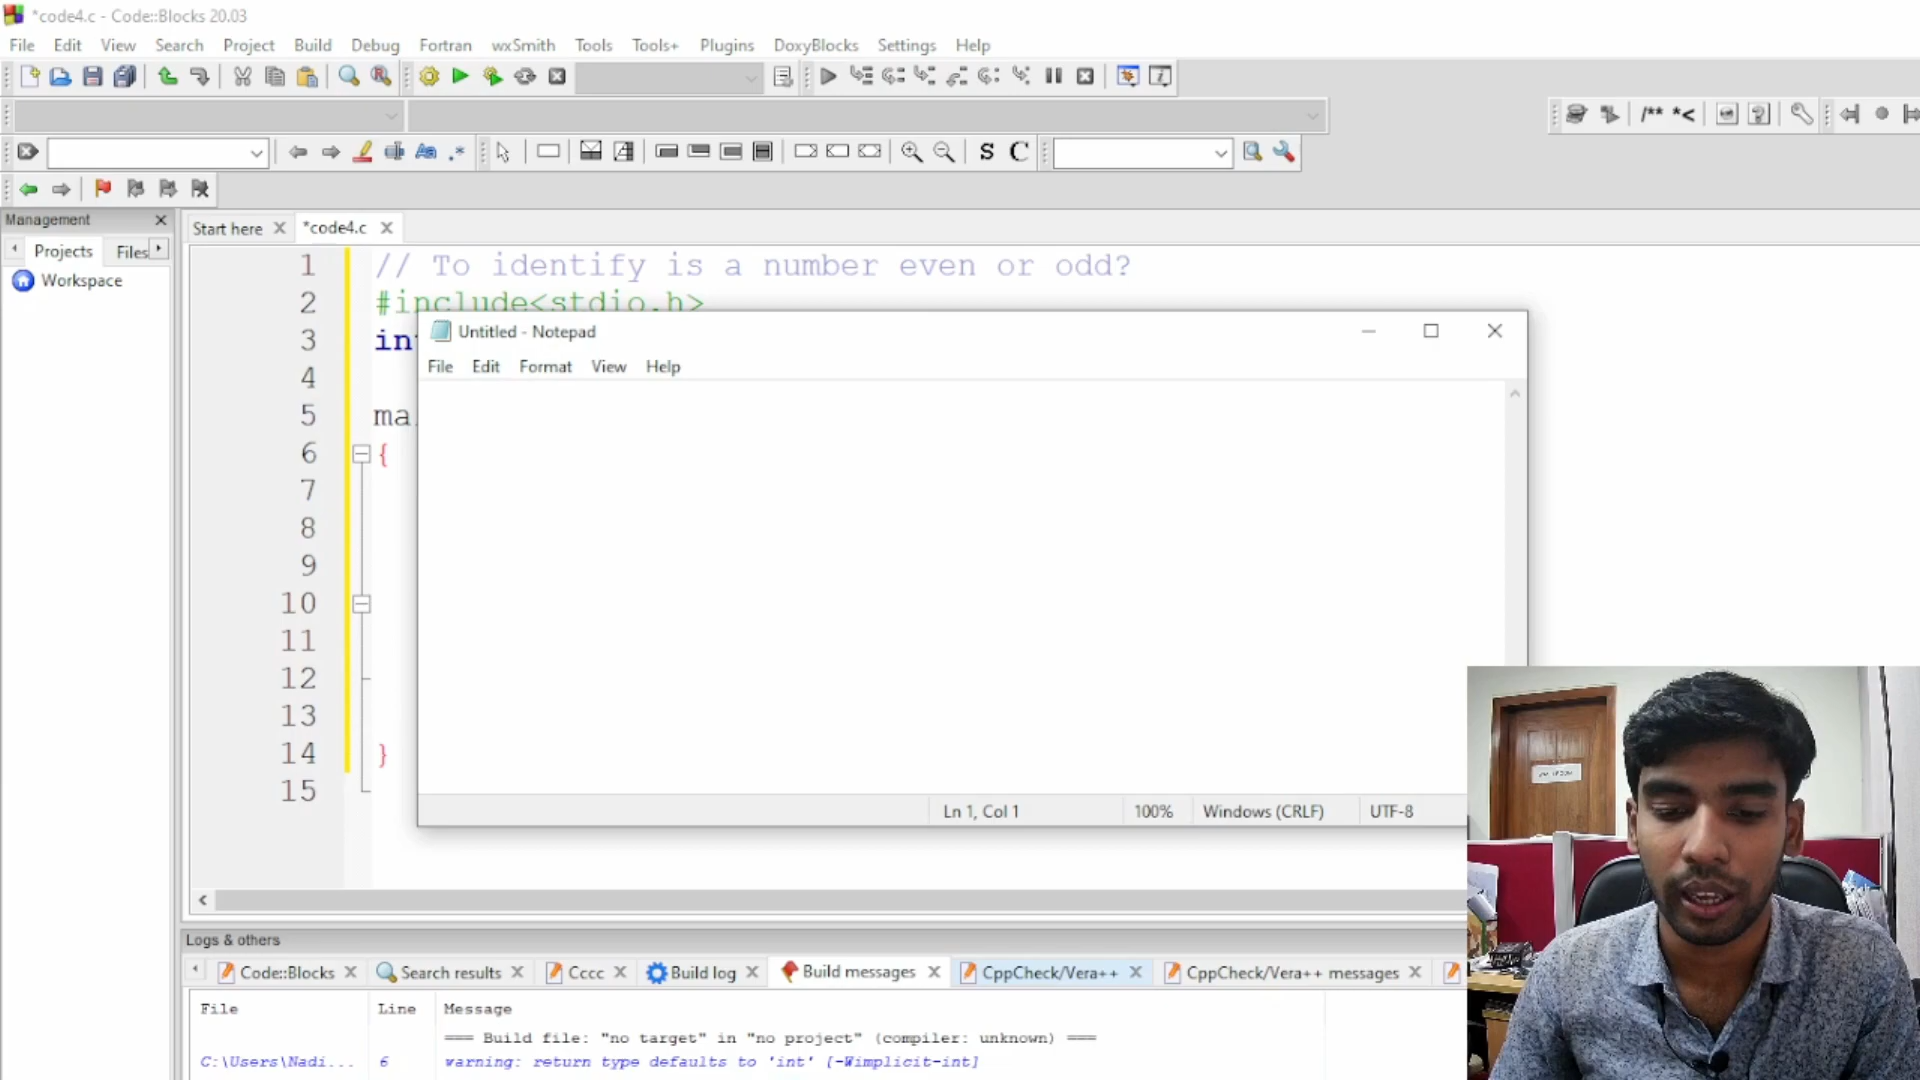 *code4.c - Code::Blocks 20.03
File Edit View Search Project Build Debug Fortran wxSmith Tools Tools+ Plugins DoxyBlocks Settings Help
/** *<
S C
Management
Start here *code4.c
Projects Files
Workspace
1 // To identify is a number even or odd?
2 #include<stdio.h>
Untitled - Notepad
3 int
File Edit Format View Help
4
5 ma
6 {
7
8
9
10
11
12
13
14 }
15
Ln 1, Col 1 100% Windows (CRLF) UTF-8
Logs & others
Code::Blocks Search results Cccc Build log Build messages CppCheck/Vera++ CppCheck/Vera++ messages
File Line Message
=== Build file: "no target" in "no project" (compiler: unknown) ===
C:\Users\Nadi... 6 warning: return type defaults to 'int' [-Wimplicit-int]